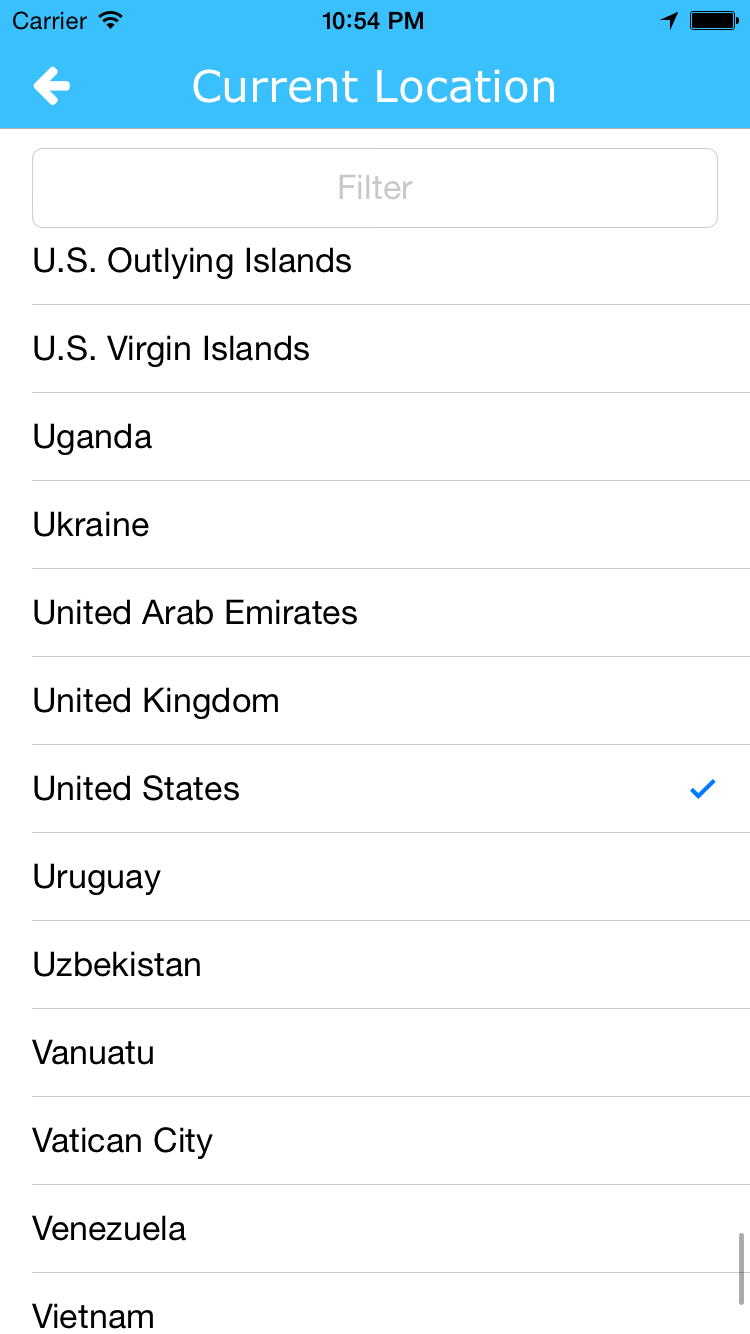 Carrier 10:54 PM
Current Location
Filter
U.S. Outlying Islands
U.S. Virgin Islands
Uganda
Ukraine
United Arab Emirates
United Kingdom
United States
Uruguay
Uzbekistan
Vanuatu
Vatican City
Venezuela
Vietnam